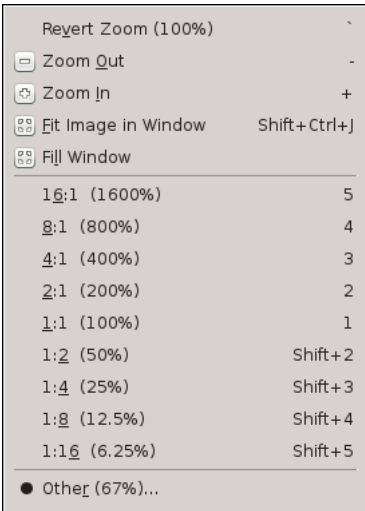 Revert Zoom (100%) `
Zoom Out -
Zoom In +
Fit Image in Window Shift+Ctrl+J
Fill Window
16:1 (1600%) 5
8:1 (800%) 4
4:1 (400%) 3
2:1 (200%) 2
1:1 (100%) 1
1:2 (50%) Shift+2
1:4 (25%) Shift+3
1:8 (12.5%) Shift+4
1:16 (6.25%) Shift+5
Other (67%)...